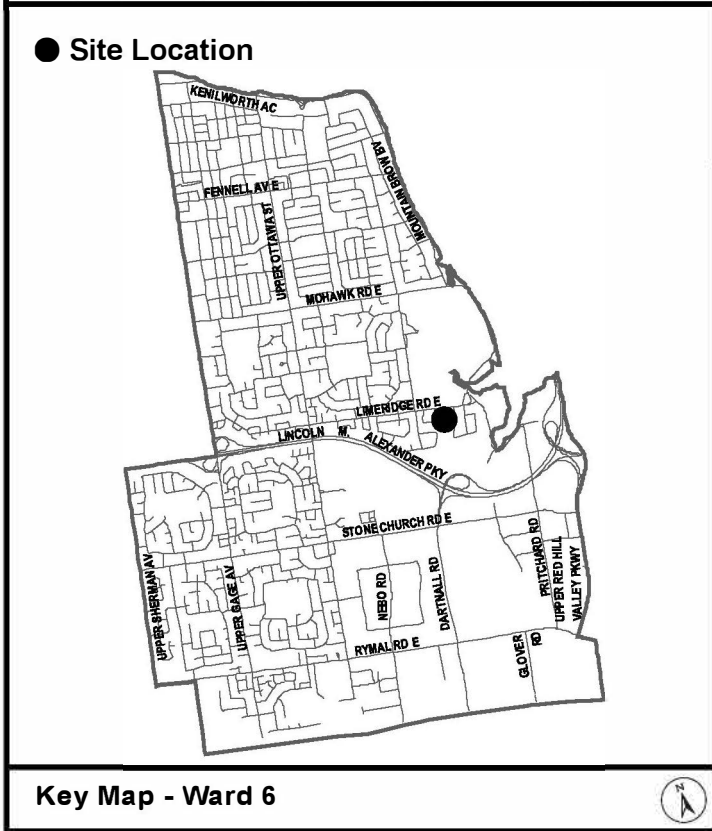 Site Location
KENILWORTH AC
MOUNTAIN BROW BV
FENNELL AV E
UPPER OTTAWA ST
MOHAWK RD E
LIMERIDGE RD E
LINCOLN M. ALEXANDER PKY
STONE CHURCH RD E
UPPER SHERMAN AV
UPPER GAGE AV
NEBO RD
DARTNALL RD
PRITCHARD RD
UPPER RED HILL
VALLEY PKWY
RYMAL RD E
GLOVER
RD
Key Map - Ward 6
N